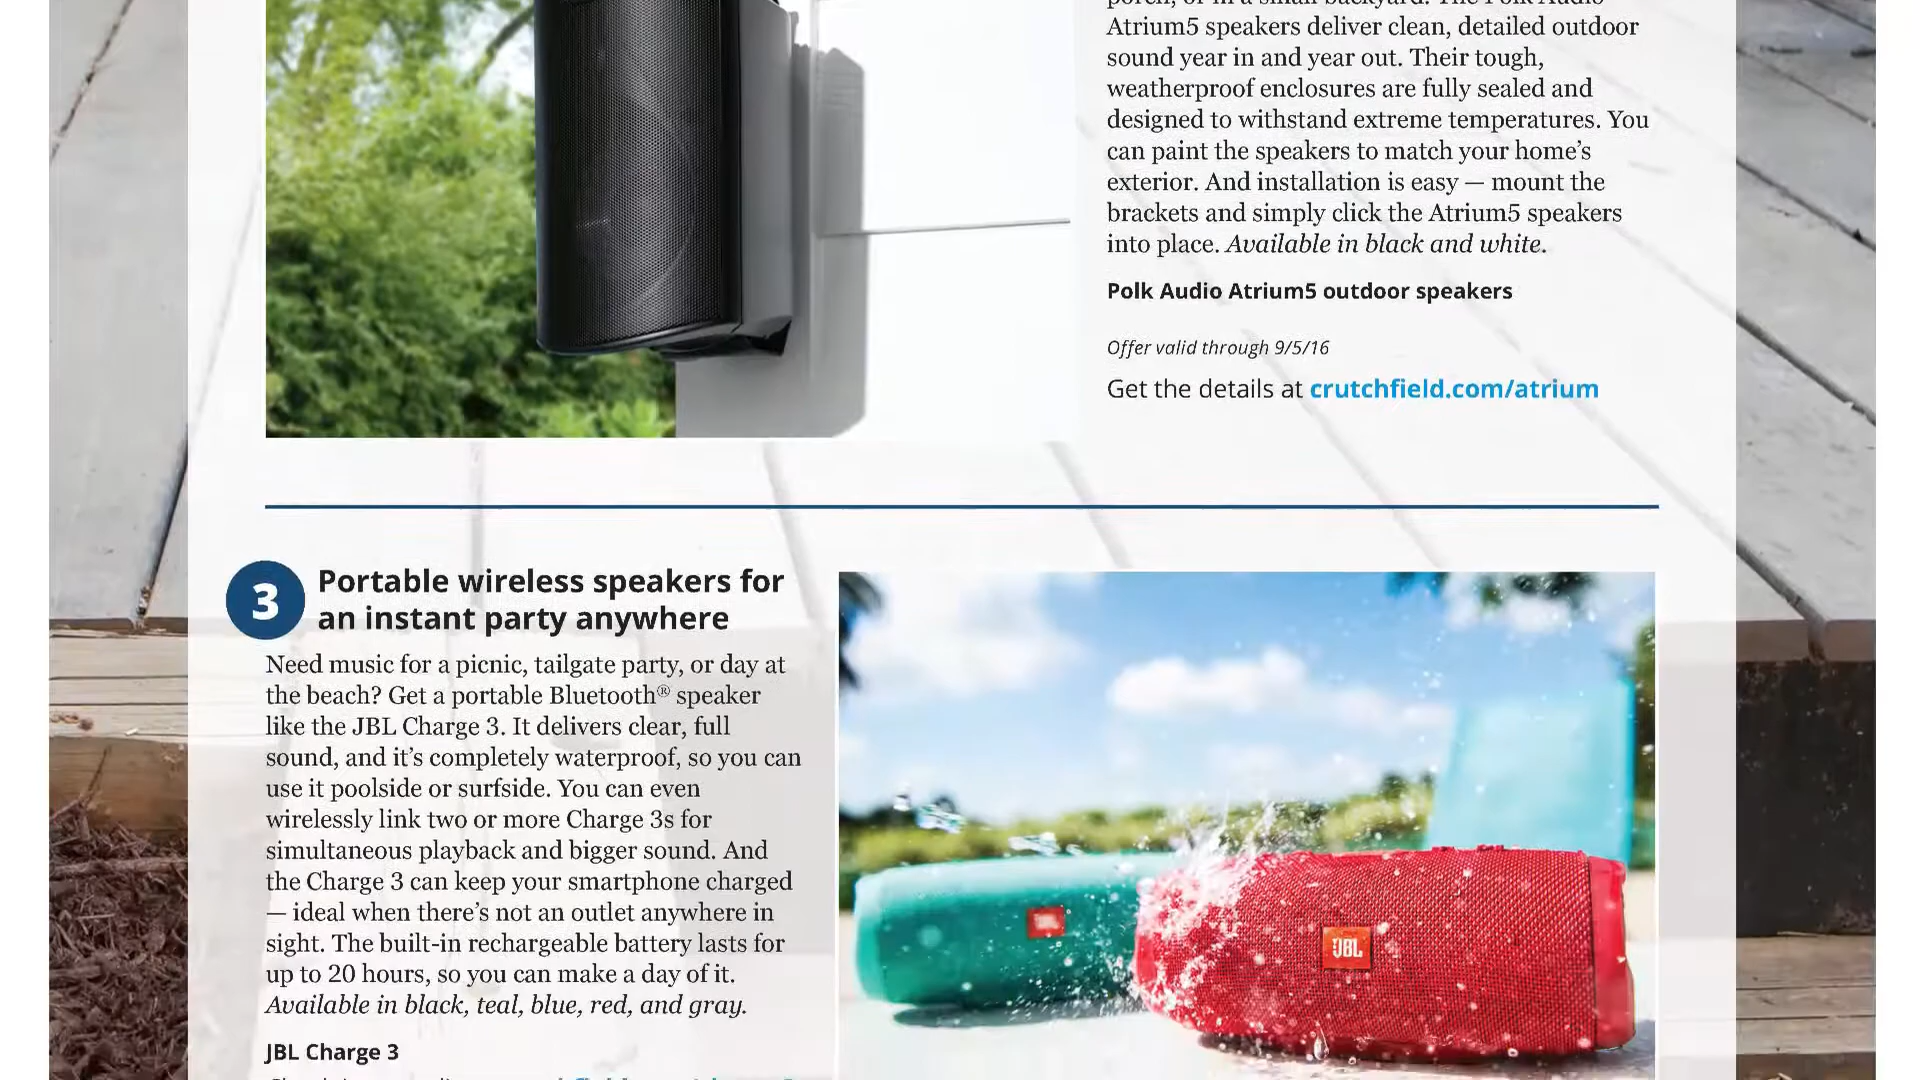 Atrium5 speakers deliver clean, detailed outdoor
sound year in and year out. Their tough,
weatherproof enclosures are fully sealed and
designed to withstand extreme temperatures. You
can paint the speakers to match your home’s
exterior. And installation is easy — mount the
brackets and simply click the Atrium5 speakers
into place. Available in black and white.
Polk Audio Atrium5 outdoor speakers
Offer valid through 9/5/16
Get the details at crutchfield.com/atrium
3
Portable wireless speakers for
an instant party anywhere
Need music for a picnic, tailgate party, or day at
the beach? Get a portable Bluetooth® speaker
like the JBL Charge 3. It delivers clear, full
sound, and it’s completely waterproof, so you can
use it poolside or surfside. You can even
wirelessly link two or more Charge 3s for
simultaneous playback and bigger sound. And
the Charge 3 can keep your smartphone charged
— ideal when there’s not an outlet anywhere in
sight. The built-in rechargeable battery lasts for
up to 20 hours, so you can make a day of it.
Available in black, teal, blue, red, and gray.
JBL Charge 3
JBL